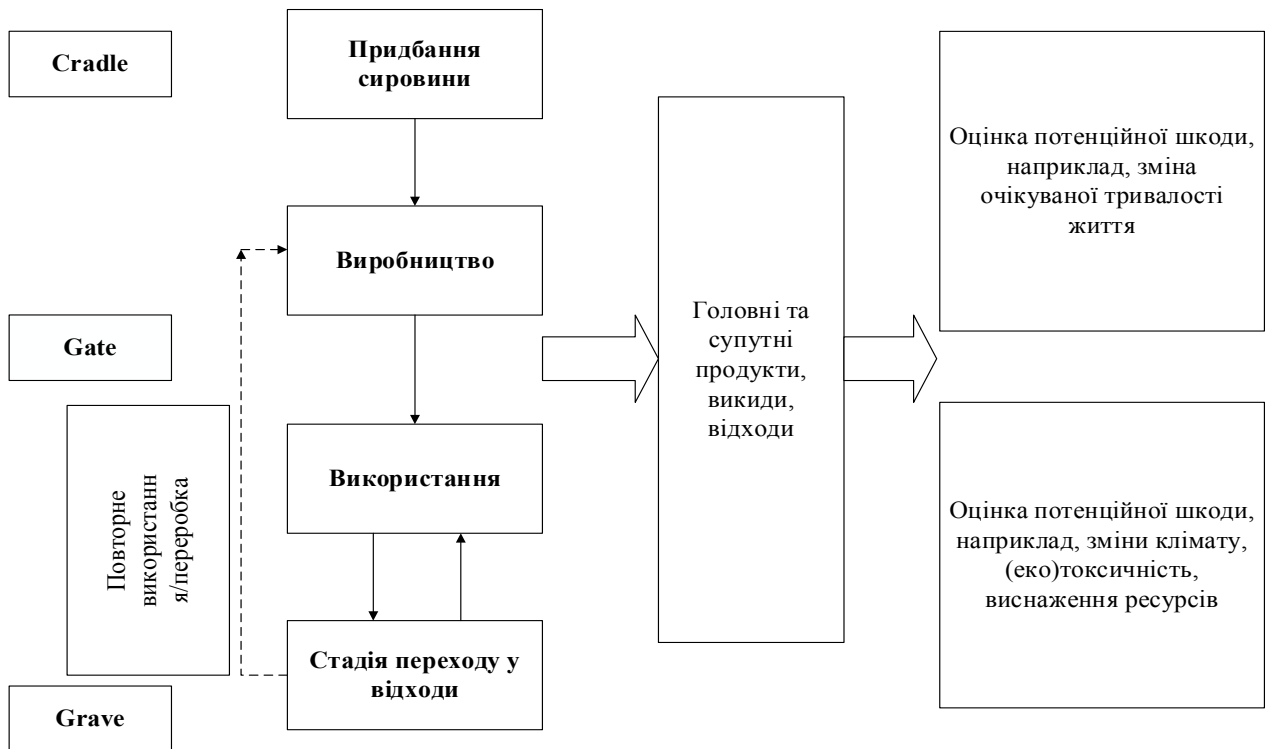 Cradle
Придбання
сировини
Виробництво
Gate
Використання
Повторне
використанн
я/переробка
Стадія переходу у
відходи
Grave
Головні та
супутні
продукти,
викиди,
відходи
Оцінка потенційної шкоди,
наприклад, зміна
очікуваної тривалості
життя
Оцінка потенційної шкоди,
наприклад, зміни клімату,
(еко)токсичність,
виснаження ресурсів